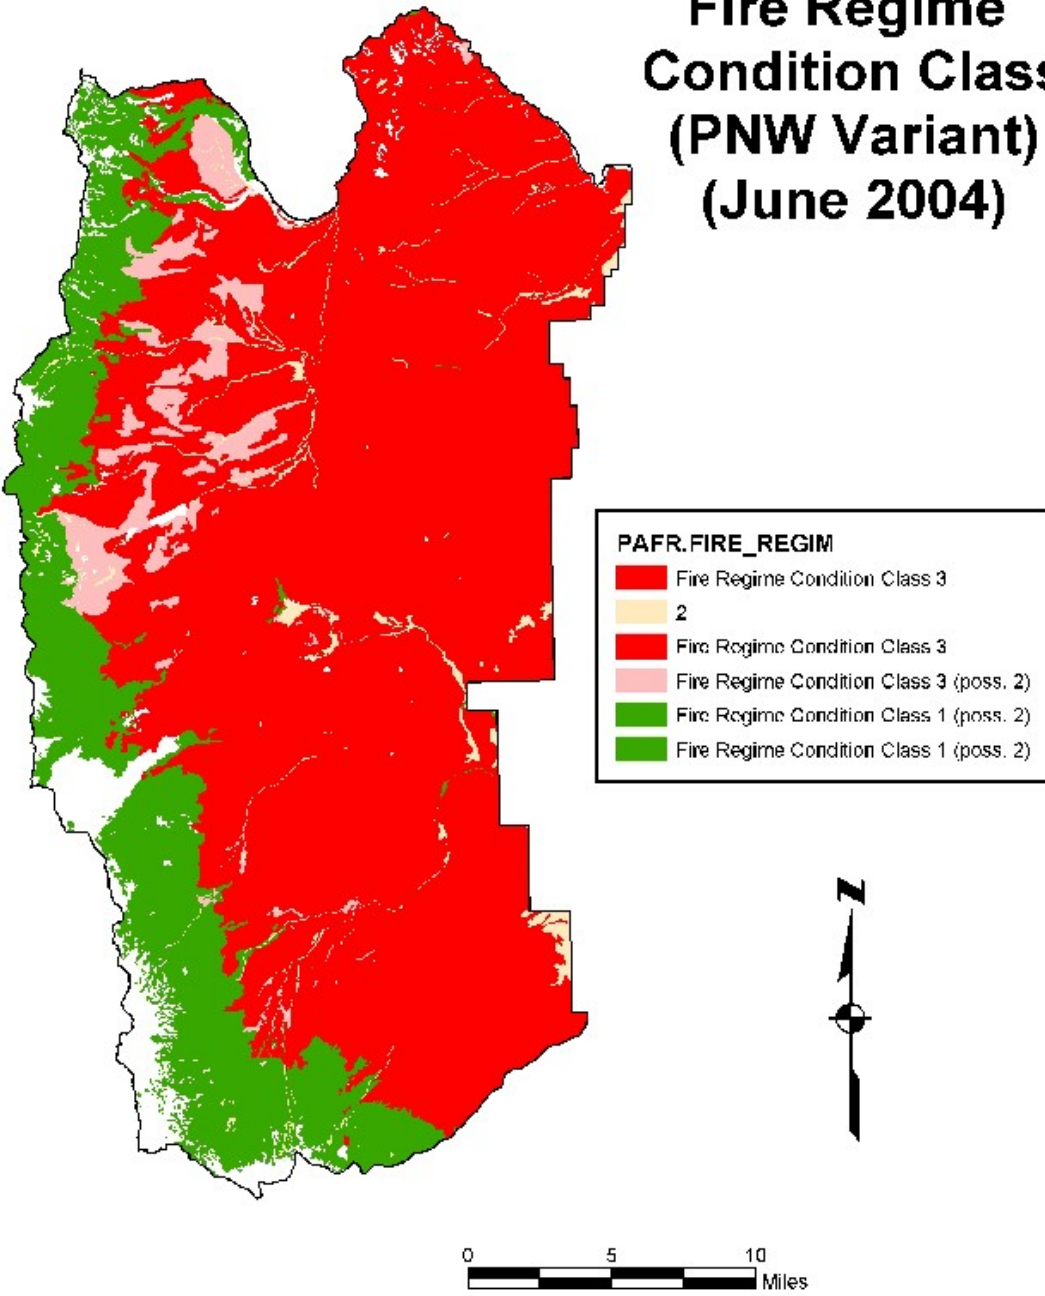 Fire Regime
Condition Class
(PNW Variant)
(June 2004)
PAFR.FIRE_REGIM
Fire Regime Condition Class 3
2
Fire Regime Condition Class 3
Fire Regime Condition Class 3 (poss. 2)
Fire Regime Condition Class 1 (poss. 2)
Fire Regime Condition Class 1 (poss. 2)
N
0 5 10
Miles